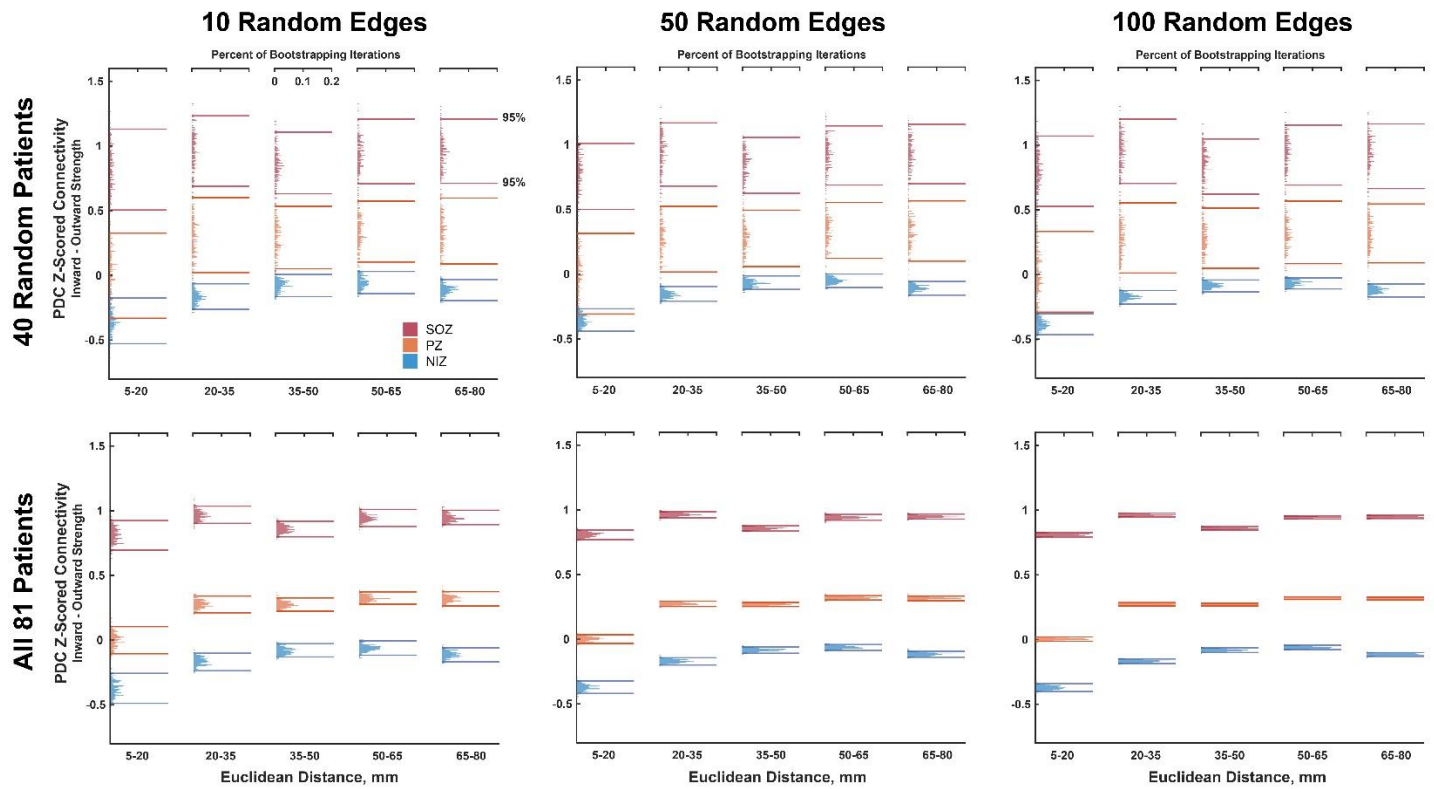 10 Random Edges
50 Random Edges
100 Random Edges
Percent of Bootstrapping Iterations
Percent of Bootstrapping Iterations
Percent of Bootstrapping Iterations
0 0.1 0.2
40 Random Patients
PDC Z-Scored Connectivity
Inward - Outward Strength
1.5
1
0.5
0
-0.5
95%
95%
SOZ
PZ
NIZ
5-20 20-35 35-50 50-65 65-80
1.5
1
0.5
0
-0.5
5-20 20-35 35-50 50-65 65-80
1.5
1
0.5
0
-0.5
5-20 20-35 35-50 50-65 65-80
All 81 Patients
PDC Z-Scored Connectivity
Inward - Outward Strength
1.5
1
0.5
0
-0.5
5-20 20-35 35-50 50-65 65-80
Euclidean Distance, mm
1.5
1
0.5
0
-0.5
5-20 20-35 35-50 50-65 65-80
Euclidean Distance, mm
1.5
1
0.5
0
-0.5
5-20 20-35 35-50 50-65 65-80
Euclidean Distance, mm